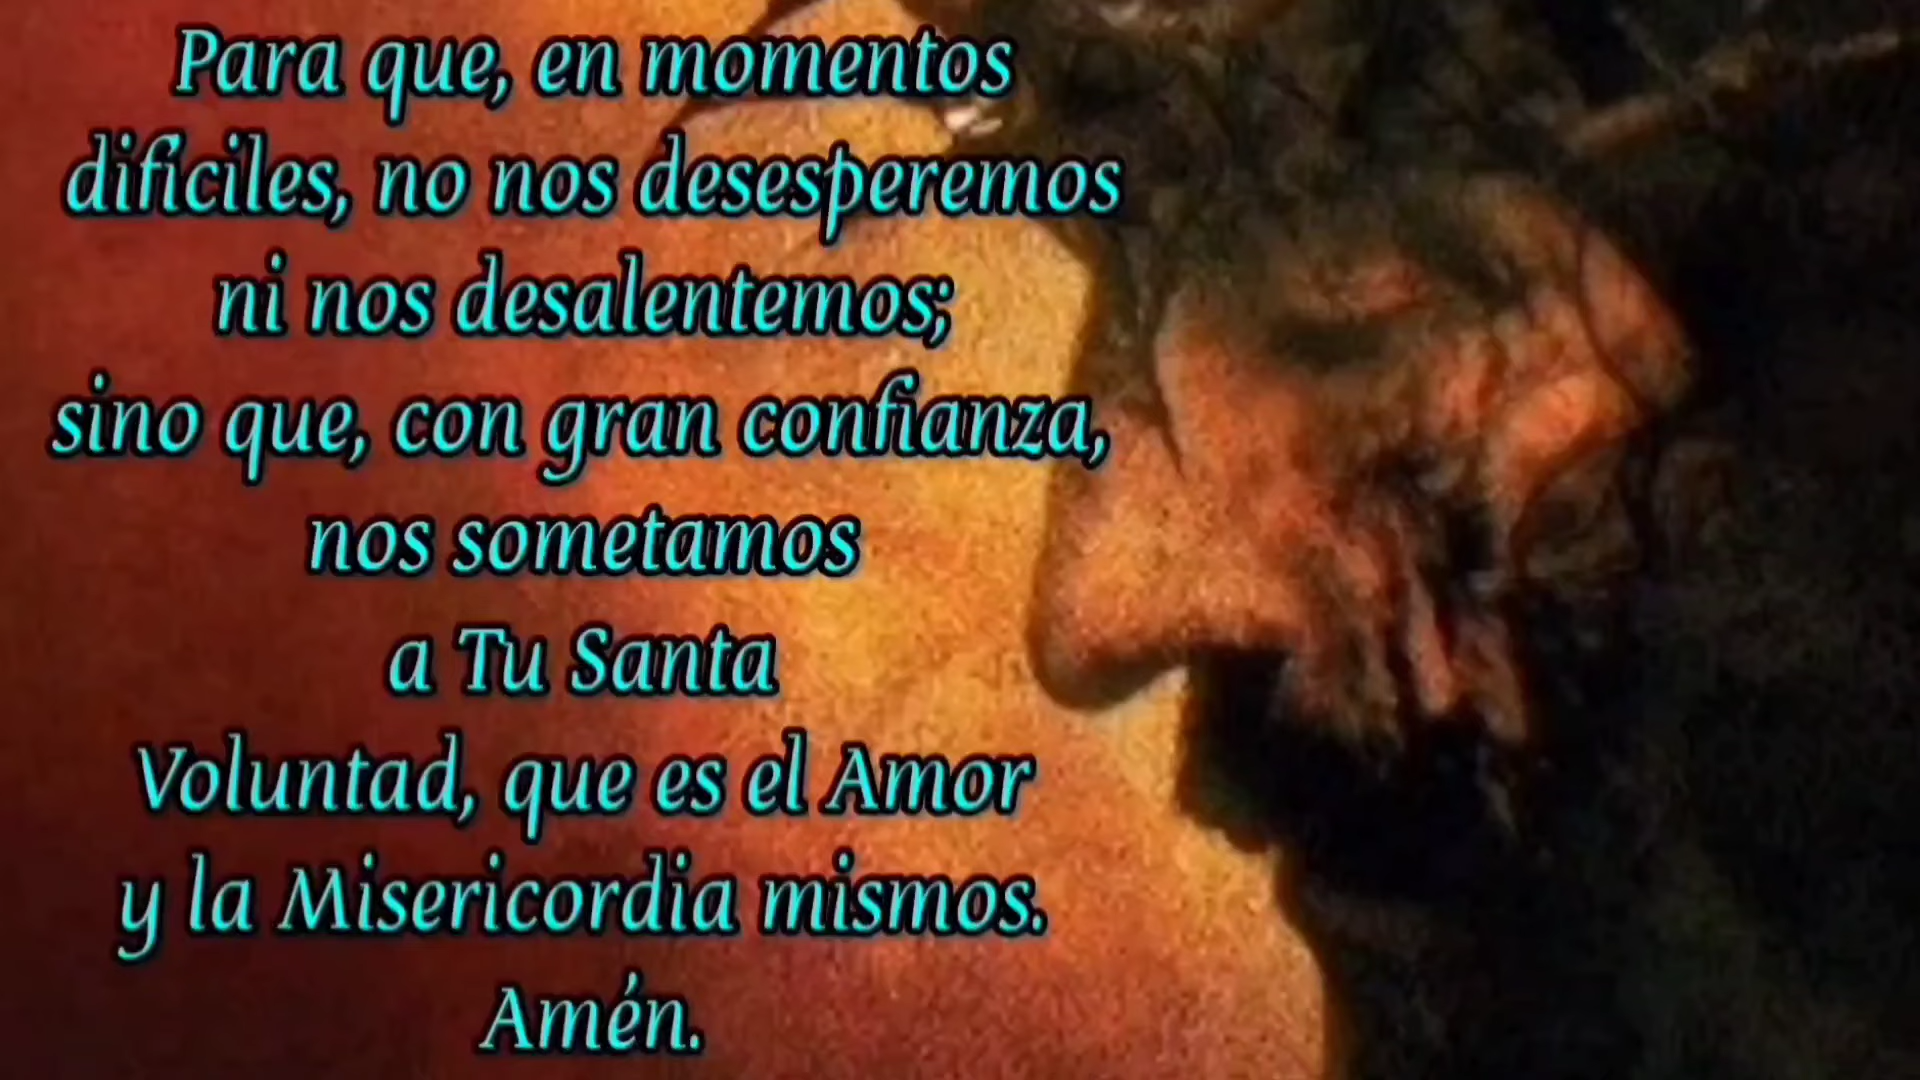 Para que, en momentos
difíciles, no nos desesperemos
ni nos desalentemos;
sino que, con gran confianza,
nos sometamos
a Tu Santa
Voluntad, que es el Amor
y la Misericordia mismos.
Amén.